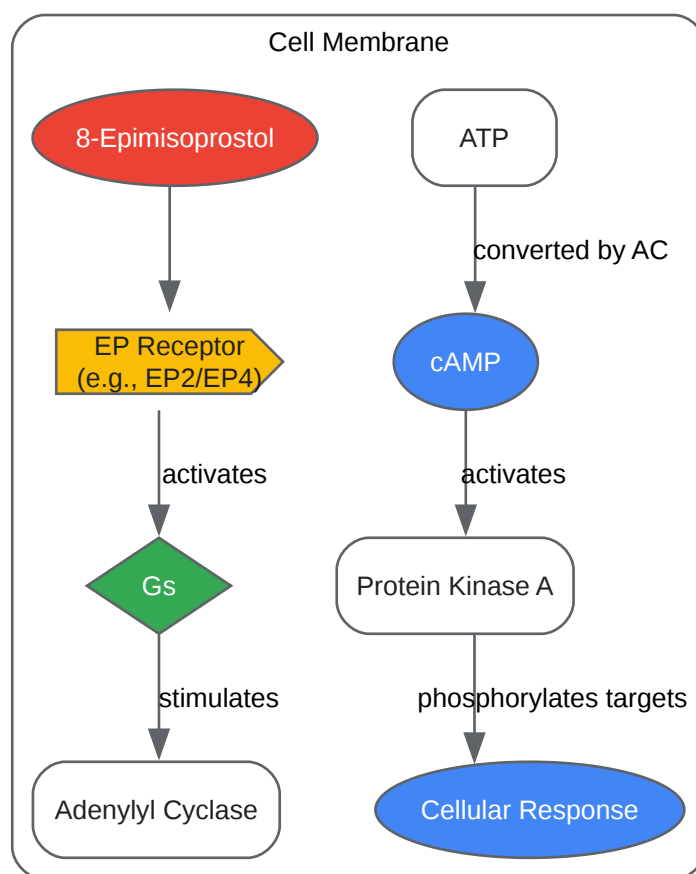 Cell Membrane
8-Epimisoprostol
ATP
converted by AC
EP Receptor
(e.g., EP2/EP4)
cAMP
activates
activates
Gs
Protein Kinase A
stimulates
phosphorylates targets
Adenylyl Cyclase
Cellular Response